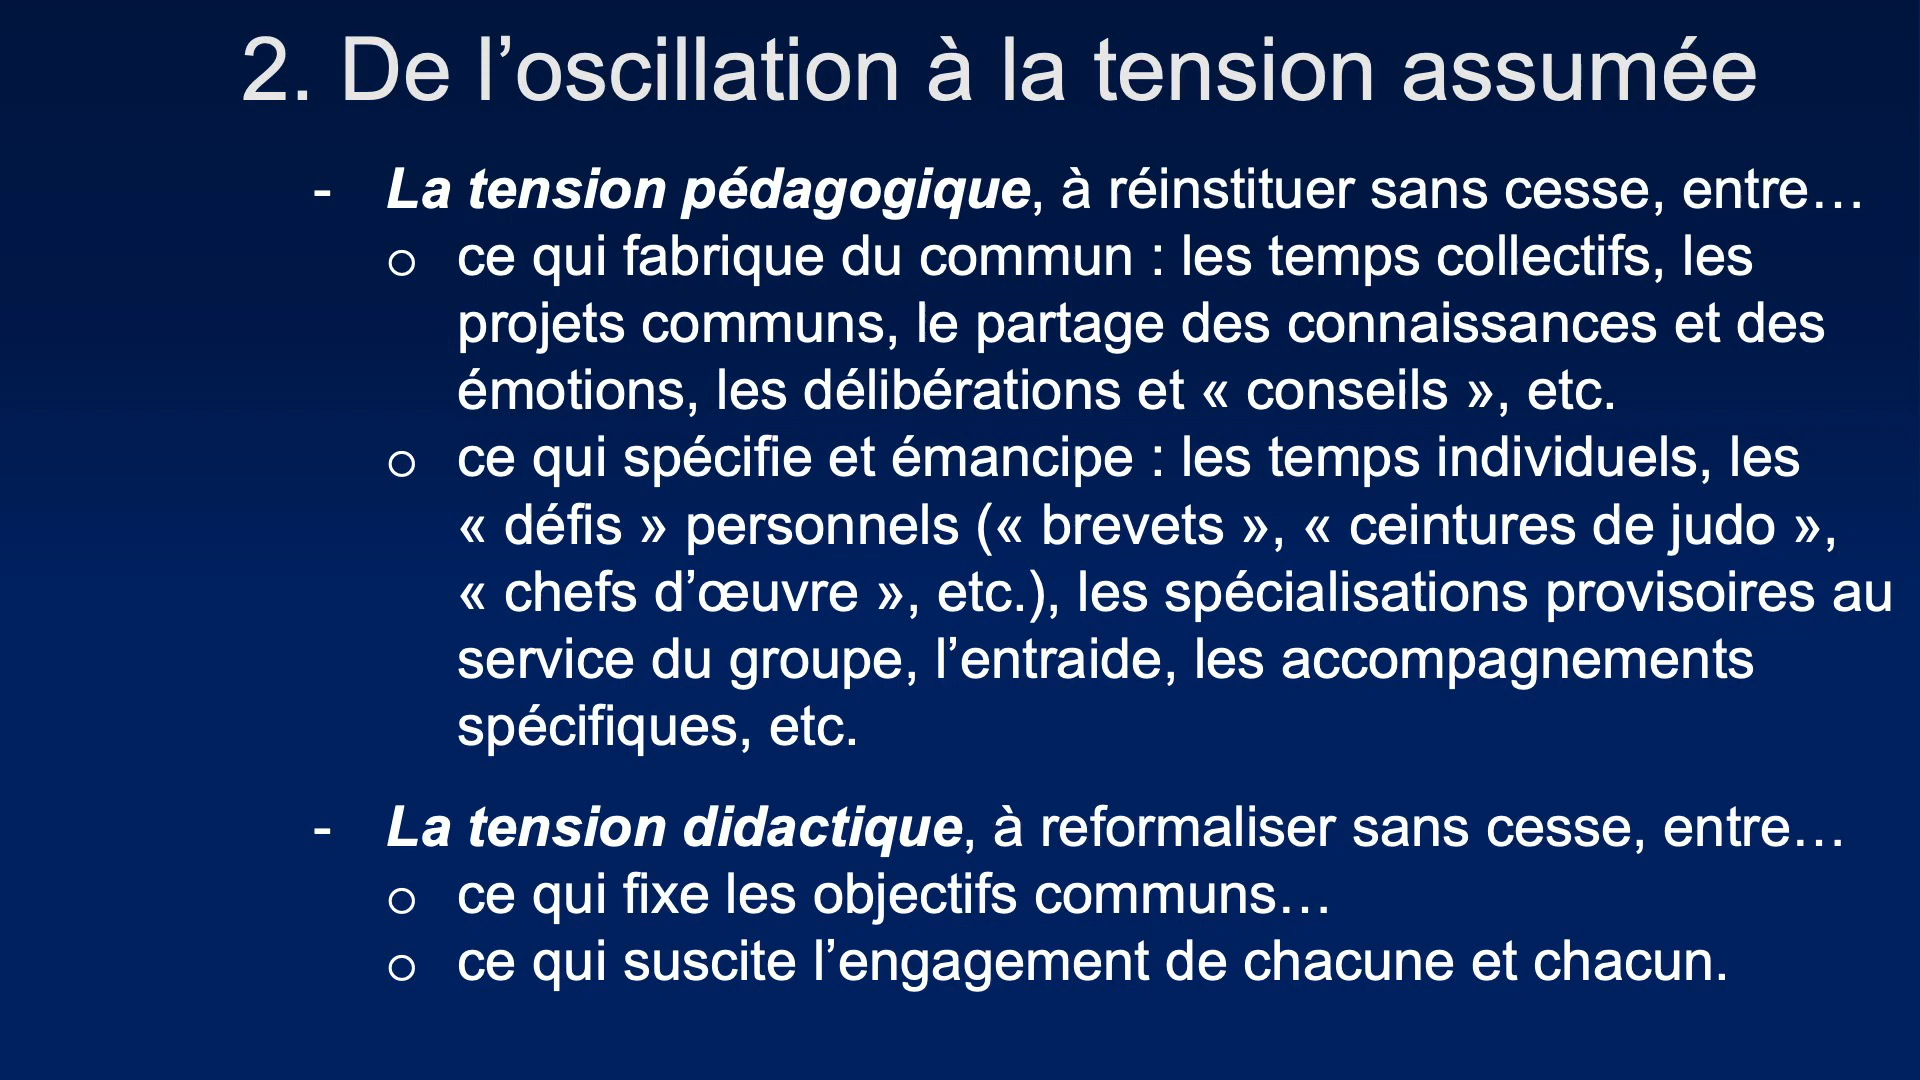 2. De l’oscillation à la tension assumée
- La tension pédagogique, à réinstituer sans cesse, entre…
o ce qui fabrique du commun : les temps collectifs, les
projets communs, le partage des connaissances et des
émotions, les délibérations et « conseils », etc.
o ce qui spécifie et émancipe : les temps individuels, les
« défis » personnels (« brevets », « ceintures de judo »,
« chefs d’œuvre », etc.), les spécialisations provisoires au
service du groupe, l’entraide, les accompagnements
spécifiques, etc.
- La tension didactique, à reformaliser sans cesse, entre…
o ce qui fixe les objectifs communs…
o ce qui suscite l’engagement de chacune et chacun.